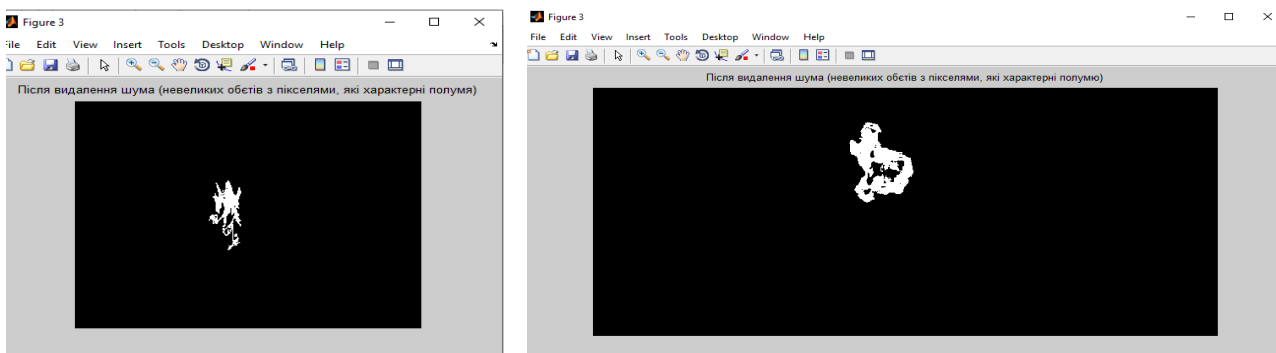 Figure 3
File Edit View Insert Tools Desktop Window Help
Після видалення шума (невеликих обєтів з пікселями, які характерні полумя)
Figure 3
File Edit View Insert Tools Desktop Window Help
Після видалення шума (невеликих обєтів з пікселями, які характерні полумю)